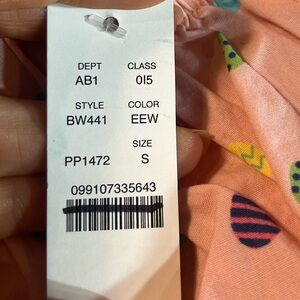 DEPT CLASS
AB1 0I5
STYLE COLOR
BW441 EEW
SIZE
PP1472 S
099107335643